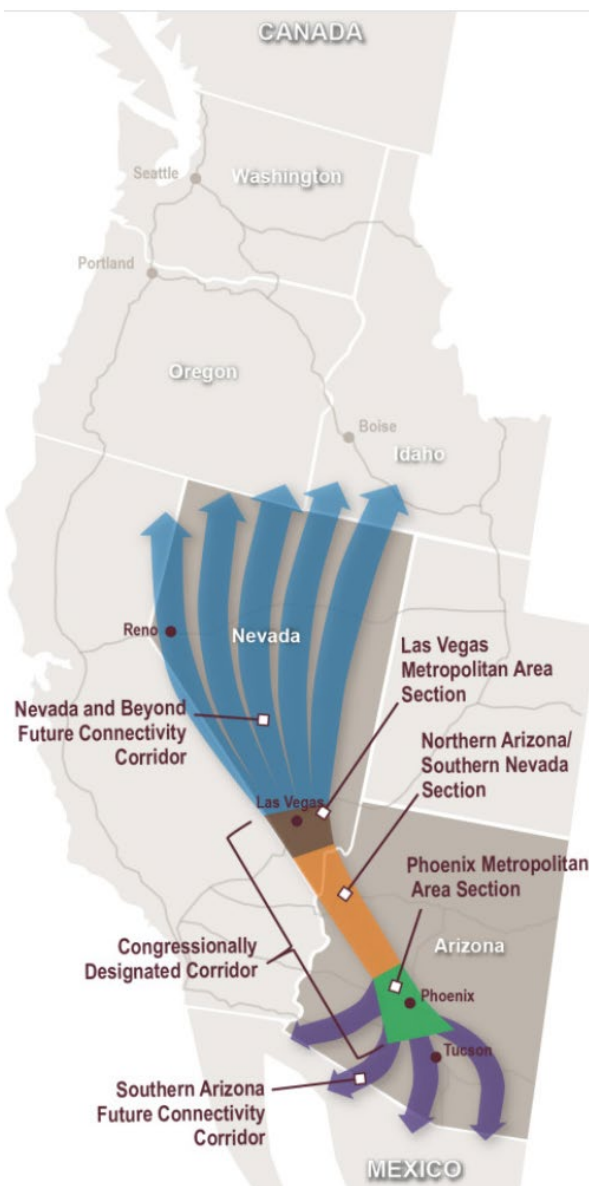 CANADA
Seattle
Washington
Portland
Oregon
Boise
Idaho
Reno
Nevada
Las Vegas
Metropolitan Area
Section
Nevada and Beyond
Future Connectivity
Corridor
Northern Arizona/
Southern Nevada
Section
Las Vegas
Phoenix Metropolitan
Area Section
Congressionally
Designated Corridor
Arizona
Phoenix
Tucson
Southern Arizona
Future Connectivity
Corridor
MEXICO